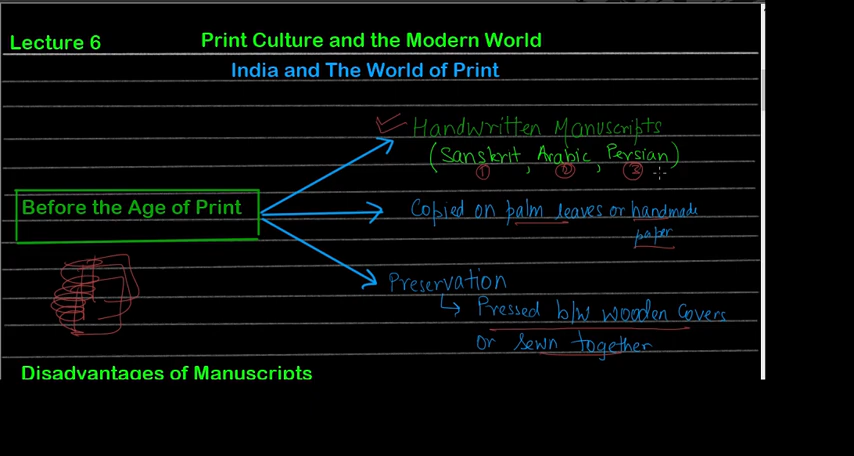 Lecture 6
Print Culture and the Modern World
India and The World of Print
Handwritten Manuscripts
(Sanskrit, Arabic, Persian)
① ② ③
Before the Age of Print
Copied on palm leaves or handmade
paper
Preservation
↳ Pressed b/w wooden covers
or sewn together
Disadvantages of Manuscripts